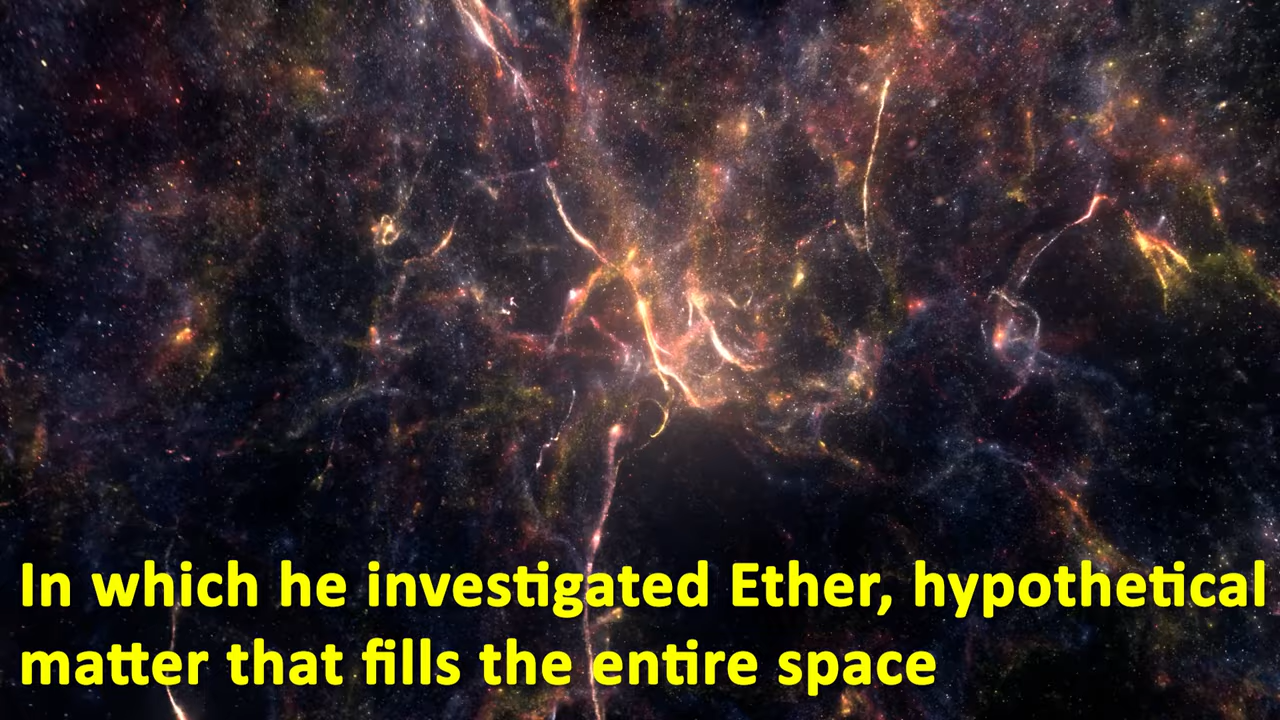 In which he investigated Ether, hypothetical
matter that fills the entire space